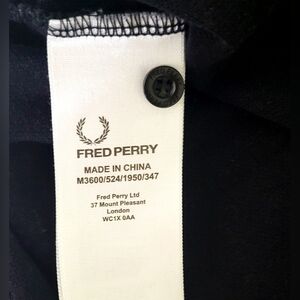 FRED PERRY
MADE IN CHINA
M3600/524/1950/347
Fred Perry Ltd
37 Mount Pleasant
London
WC1X 0AA